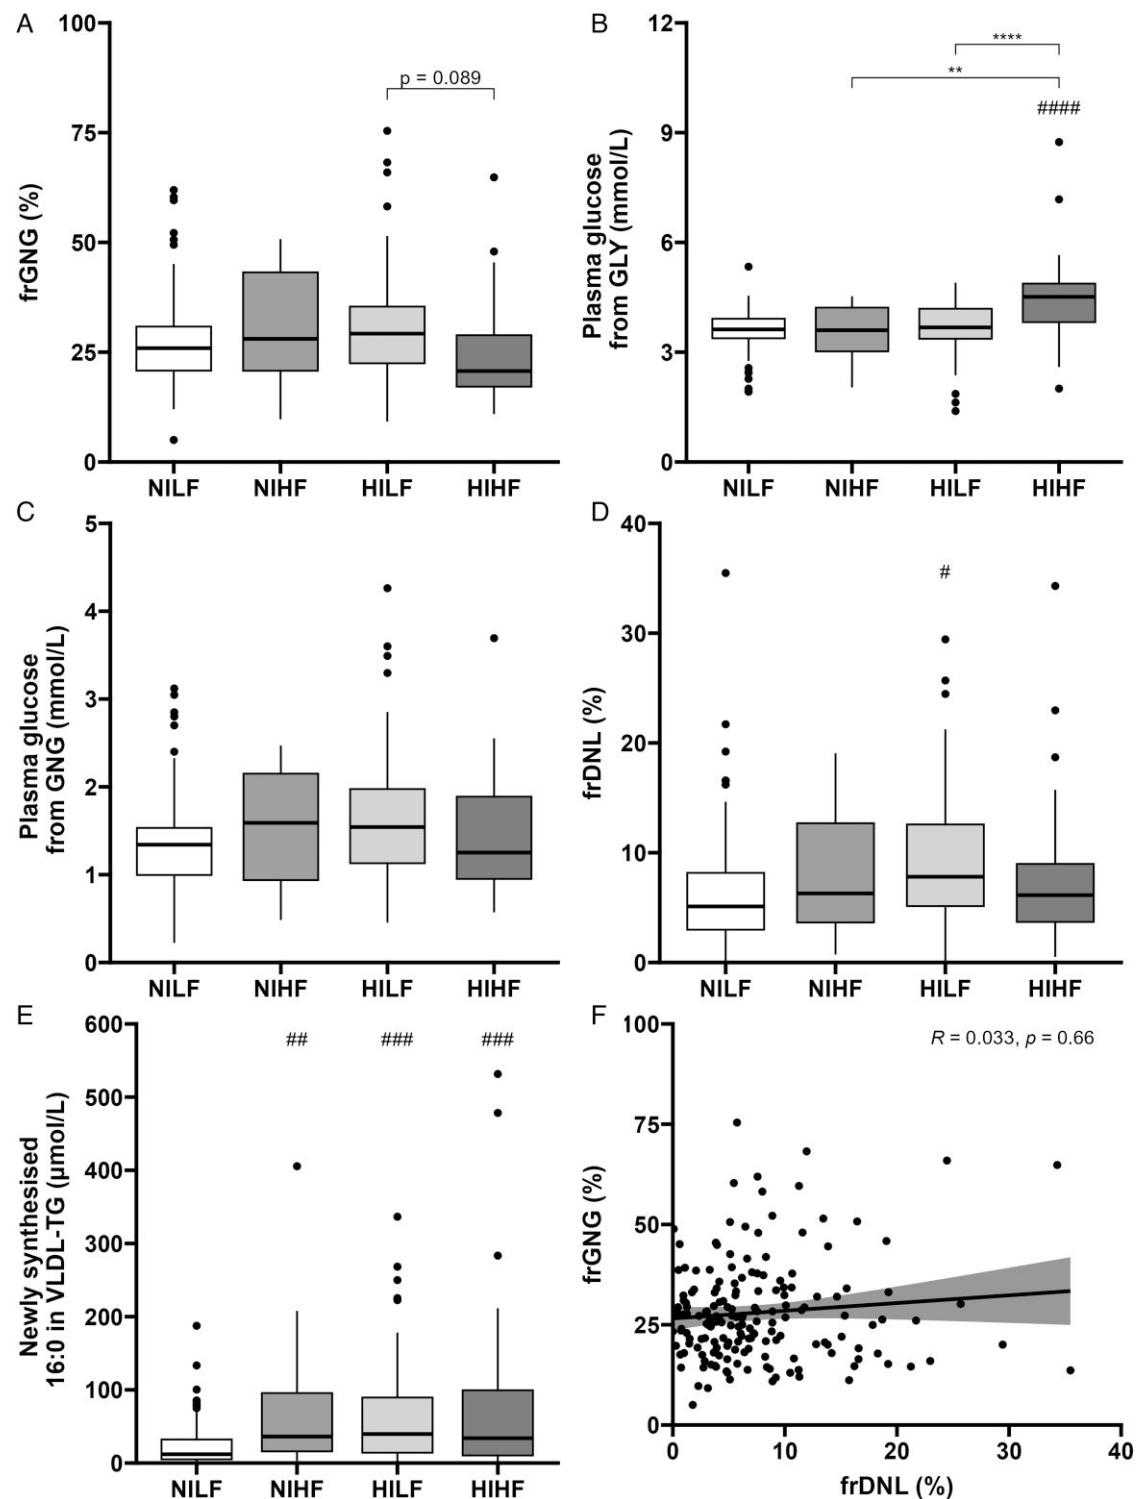 A
100
75
50
25
0
frGNG (%)
p = 0.089
NILF NIHF HILF HIHF
B
12
9
6
3
0
Plasma glucose
from GLY (mmol/L)
****
**
####
NILF NIHF HILF HIHF
C
5
4
3
2
1
0
Plasma glucose
from GNG (mmol/L)
NILF NIHF HILF HIHF
D
40
30
20
10
0
frDNL (%)
#
NILF NIHF HILF HIHF
E
600
500
400
300
200
100
0
Newly synthesised
16:0 in VLDL-TG (μmol/L)
## ### ###
NILF NIHF HILF HIHF
F
100
75
50
25
0
frGNG (%)
R = 0.033, p = 0.66
0 10 20 30 40
frDNL (%)